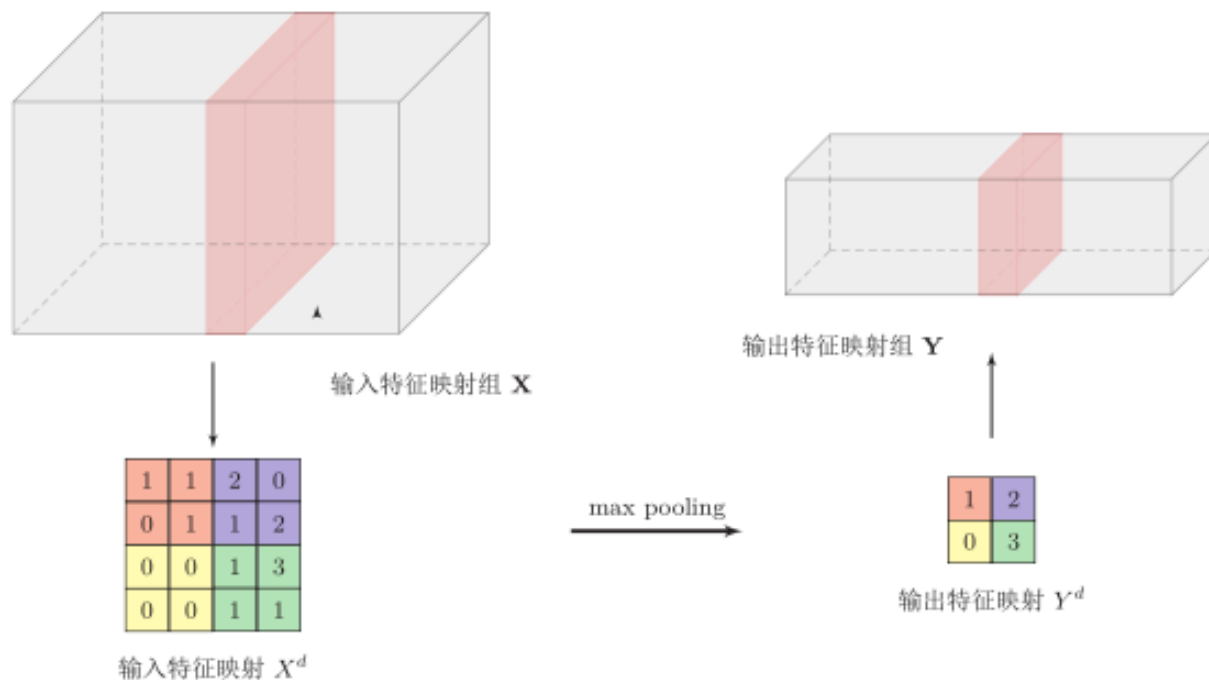 输入特征映射组 X
输出特征映射组 Y
1 1 2 0
0 1 1 2
0 0 1 3
0 0 1 1
输入特征映射 X^d
max pooling
1 2
0 3
输出特征映射 Y^d